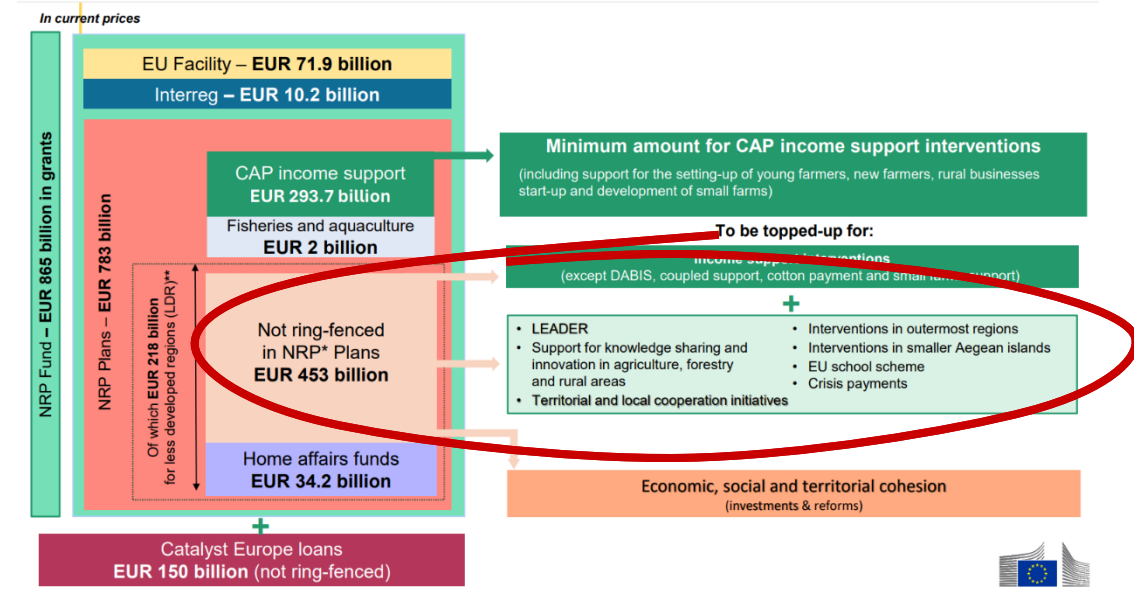 In current prices
NRP Fund – EUR 865 billion in grants
EU Facility – EUR 71.9 billion
Interreg – EUR 10.2 billion
NRP Plans – EUR 783 billion
CAP income support
EUR 293.7 billion
Fisheries and aquaculture
EUR 2 billion
Of which EUR 218 billion
for less developed regions (LDR)**
Not ring-fenced
in NRP* Plans
EUR 453 billion
Home affairs funds
EUR 34.2 billion
+
Catalyst Europe loans
EUR 150 billion (not ring-fenced)
Minimum amount for CAP income support interventions
(including support for the setting-up of young farmers, new farmers, rural businesses
start-up and development of small farms)
To be topped-up for:
Income support interventions
(except DABIS, coupled support, cotton payment and small farms support)
+
• LEADER
• Support for knowledge sharing and
innovation in agriculture, forestry
and rural areas
• Territorial and local cooperation initiatives
• Interventions in outermost regions
• Interventions in smaller Aegean islands
• EU school scheme
• Crisis payments
Economic, social and territorial cohesion
(investments & reforms)